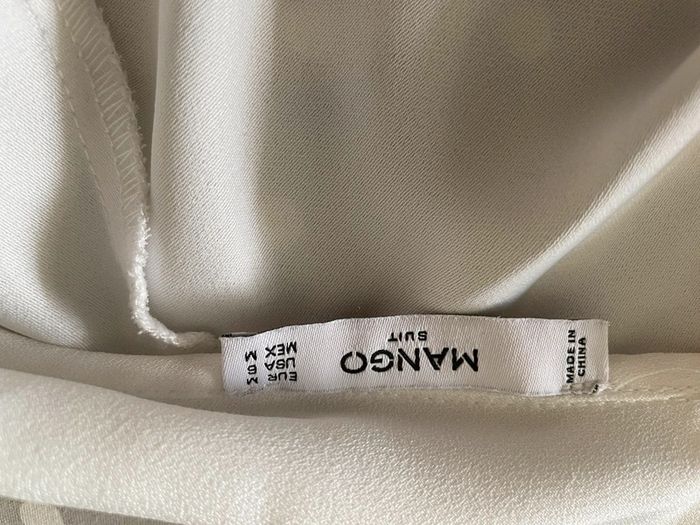 MANGO
SUIT
EUR M
USA M
MEX M
MADE IN
CHINA